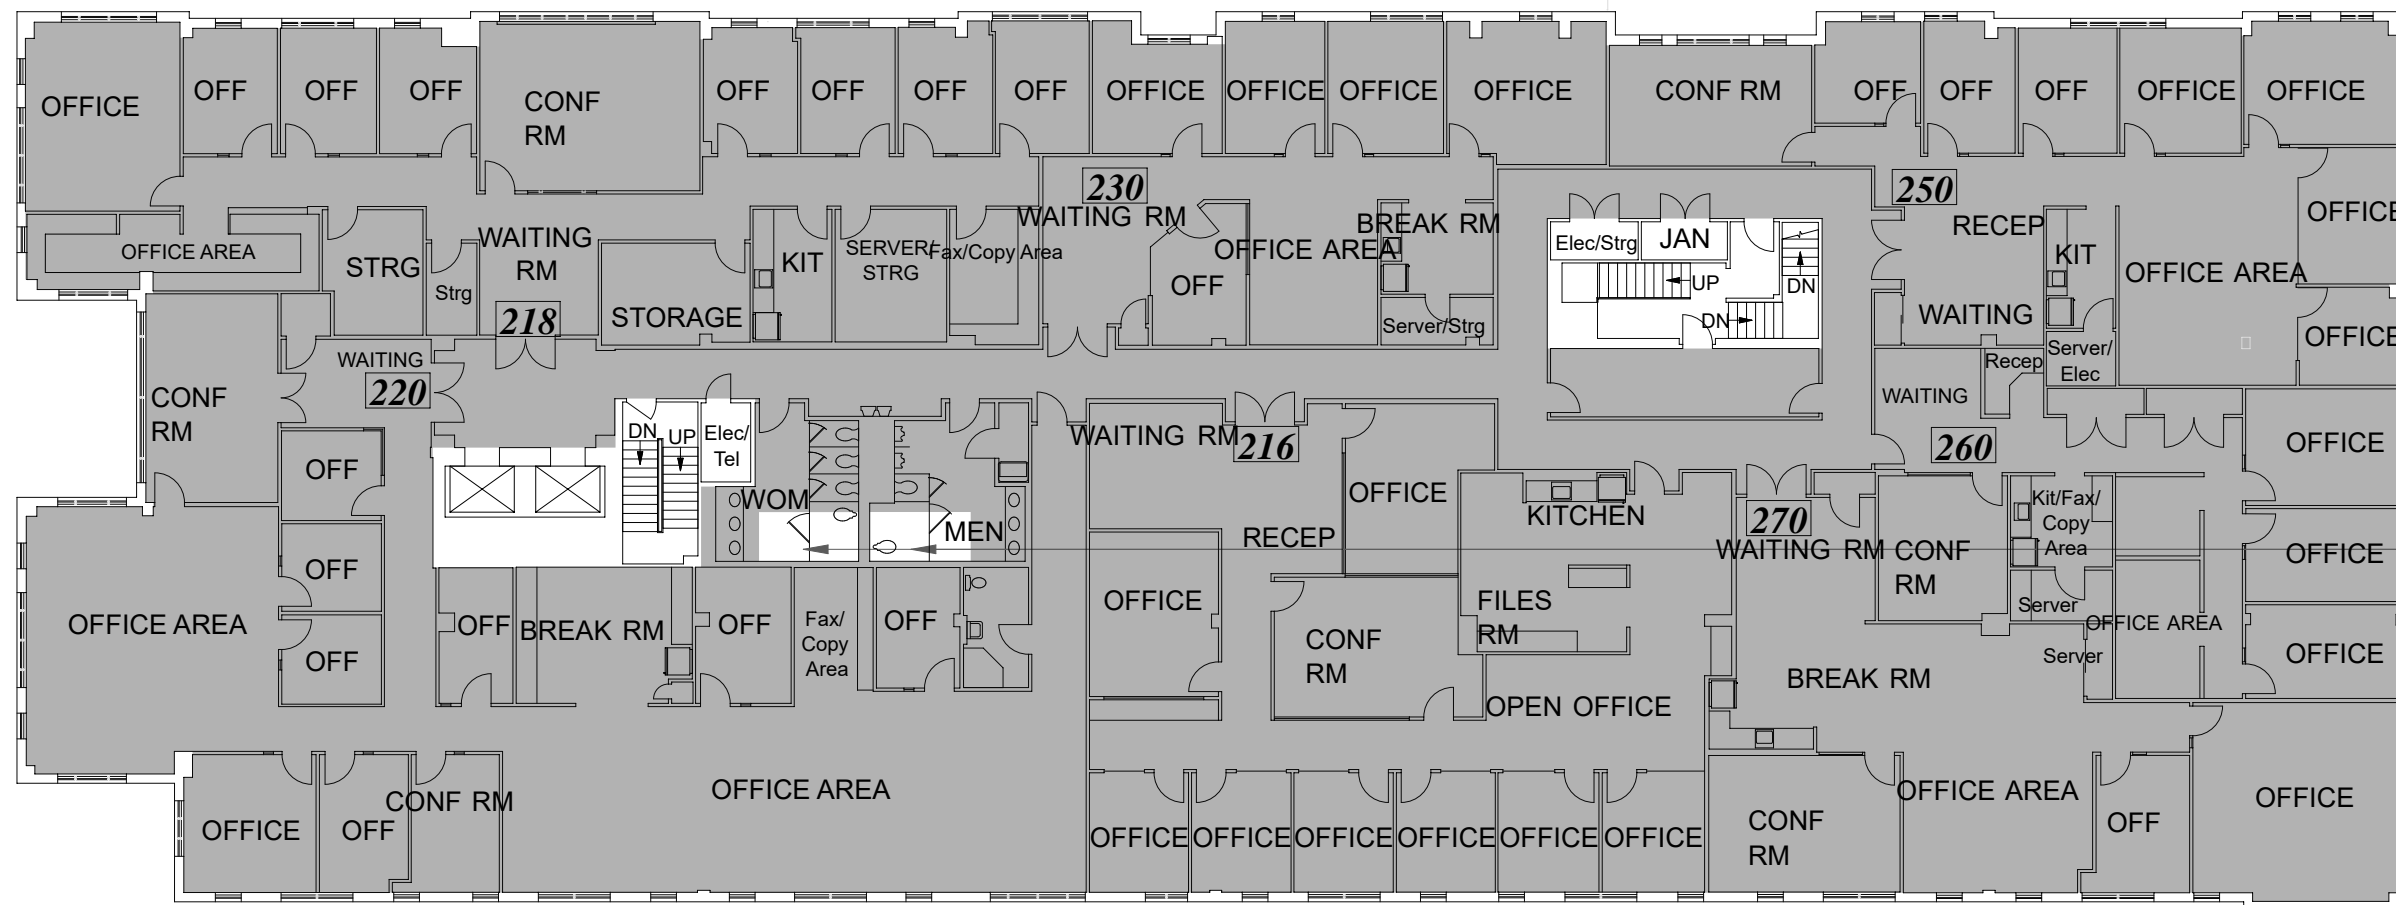 OFFICE
OFF
OFF
OFF
CONF
RM
OFF
OFF
OFF
OFF
OFFICE
OFFICE
OFFICE
OFFICE
CONF RM
OFF
OFF
OFF
OFFICE
OFFICE
230
250
WAITING RM
BREAK RM
RECEP
OFFICE
OFFICE AREA
STRG
WAITING
RM
Strg
218
STORAGE
KIT
SERVER/
STRG
Fax/Copy Area
OFF
OFFICE AREA
Server/Strg
Elec/Strg
JAN
UP
DN
DN
KIT
OFFICE AREA
WAITING
OFFICE
Server/
Elec
Recep
WAITING
WAITING
220
CONF
RM
DN
UP
Elec/
Tel
WOM
MEN
WAITING RM
216
OFFICE
RECEP
KITCHEN
260
270
WAITING RM
CONF
RM
Kit/Fax/
Copy
Area
OFFICE
OFFICE
OFF
OFF
OFF
OFFICE AREA
OFF
BREAK RM
OFF
Fax/
Copy
Area
OFF
OFFICE
CONF
RM
FILES
RM
Server
OFFICE AREA
Server
OFFICE
BREAK RM
OPEN OFFICE
OFFICE
OFF
CONF RM
OFFICE AREA
OFFICE
OFFICE
OFFICE
OFFICE
OFFICE
OFFICE
CONF
RM
OFFICE AREA
OFF
OFFICE